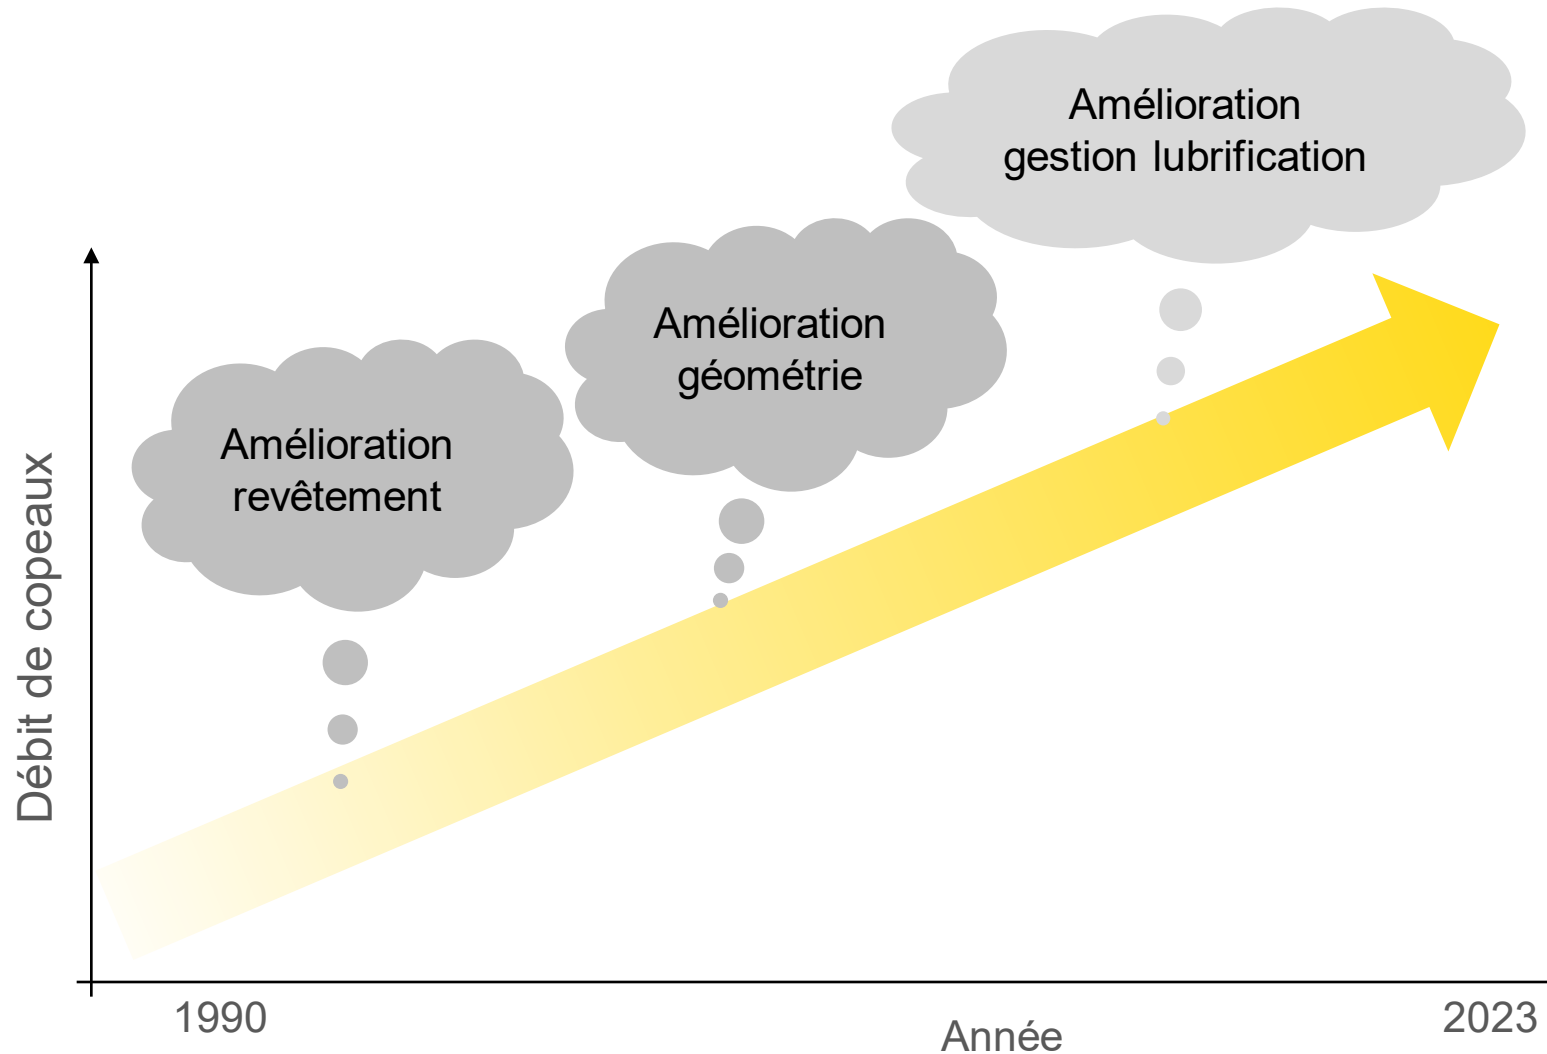 Amélioration
gestion lubrification
Amélioration
géométrie
Amélioration
revêtement
Débit de copeaux
1990
Année
2023